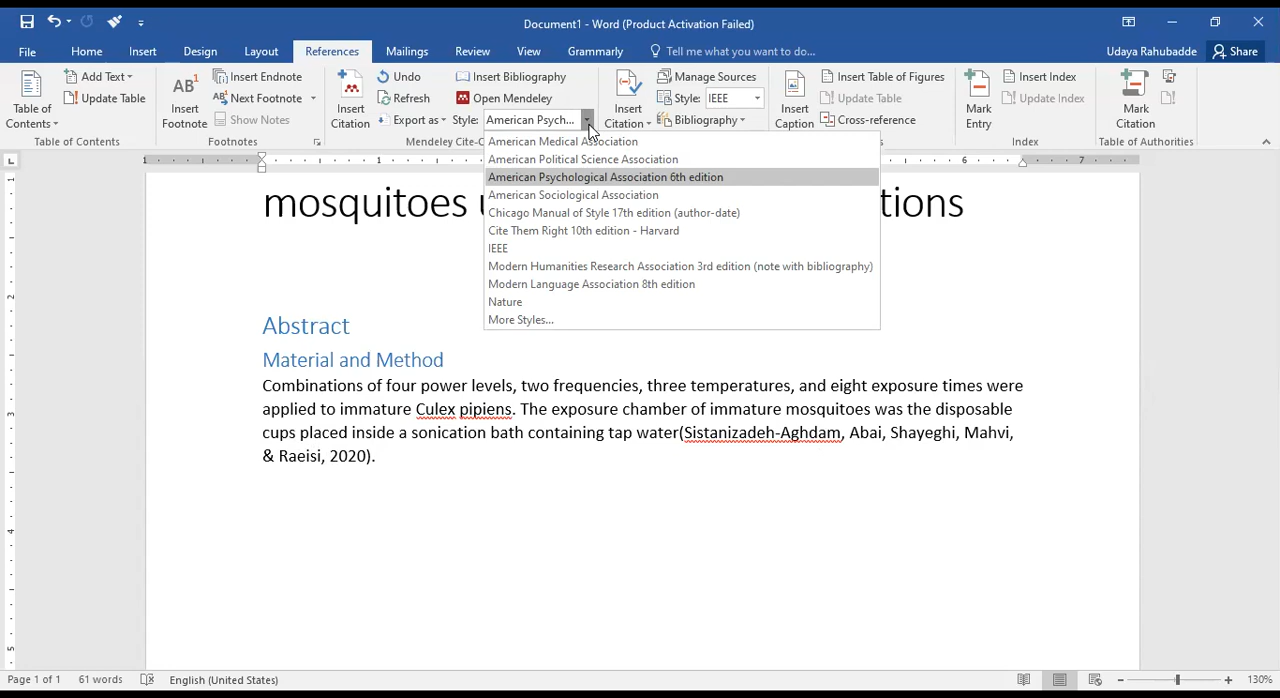 Document1 - Word (Product Activation Failed)
File Home Insert Design Layout References Mailings Review View Grammarly Tell me what you want to do... Udaya Rahubadde Share
Table of Contents
Add Text
Update Table
Table of Contents
AB1
Insert Footnote
Insert Endnote
Next Footnote
Show Notes
Footnotes
Insert Citation
Undo
Refresh
Export as
Insert Bibliography
Open Mendeley
Style: American Psych...
Mendeley Cite-
Insert Citation
Manage Sources
Style: IEEE
Bibliography
Insert Caption
Insert Table of Figures
Update Table
Cross-reference
Mark Entry
Insert Index
Update Index
Index
Mark Citation
Table of Authorities
American Medical Association
American Political Science Association
American Psychological Association 6th edition
American Sociological Association
Chicago Manual of Style 17th edition (author-date)
Cite Them Right 10th edition - Harvard
IEEE
Modern Humanities Research Association 3rd edition (note with bibliography)
Modern Language Association 8th edition
Nature
More Styles...
1 1 6 7
mosquitoes
Abstract
Material and Method
Combinations of four power levels, two frequencies, three temperatures, and eight exposure times were
applied to immature Culex pipiens. The exposure chamber of immature mosquitoes was the disposable
cups placed inside a sonication bath containing tap water(Sistanizadeh-Aghdam, Abai, Shayeghi, Mahvi,
& Raeisi, 2020).
1
2
3
4
5
Page 1 of 1 61 words English (United States) 130%